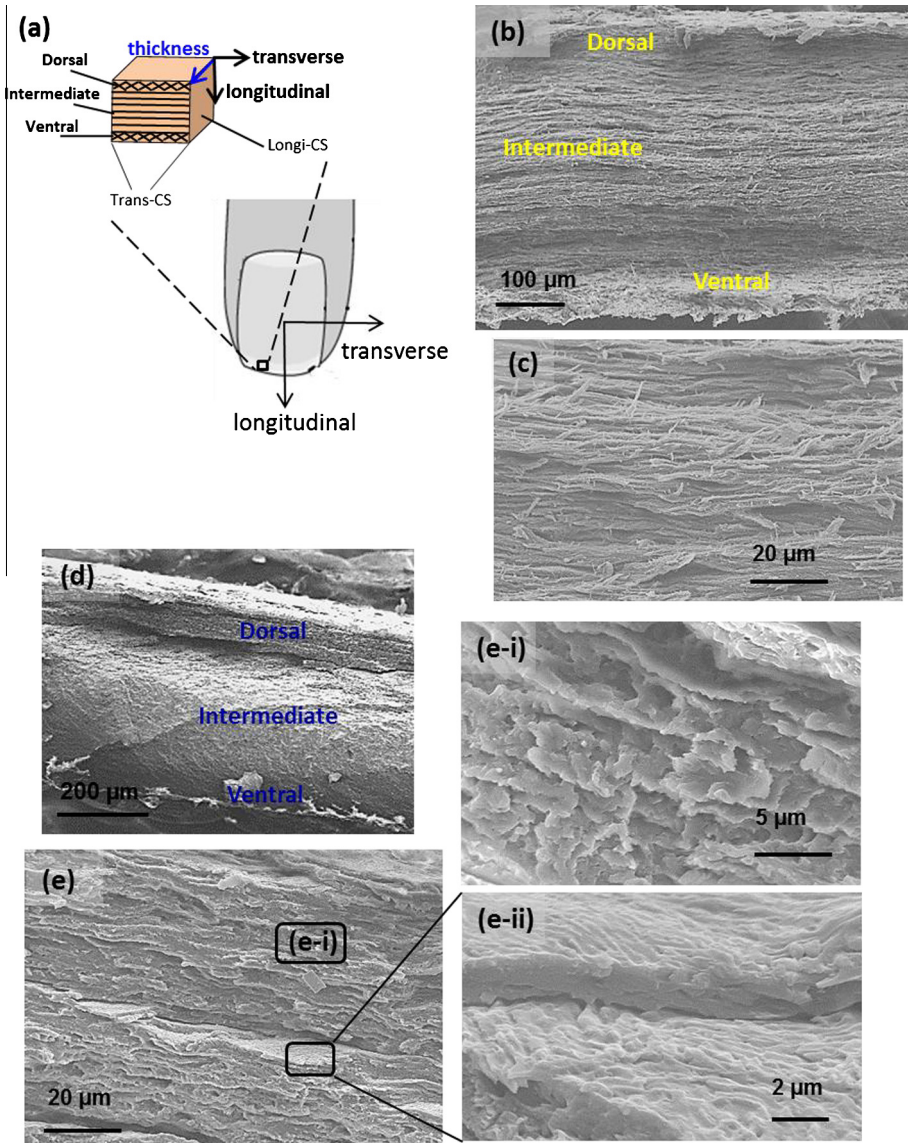 (a)
thickness
transverse
longitudinal
Dorsal
Intermediate
Ventral
Longi-CS
Trans-CS
transverse
longitudinal
(b)
Dorsal
Intermediate
Ventral
100 µm
(c)
20 µm
(d)
Dorsal
Intermediate
Ventral
200 µm
(e)
(e-i)
20 µm
(e-i)
5 µm
(e-ii)
2 µm